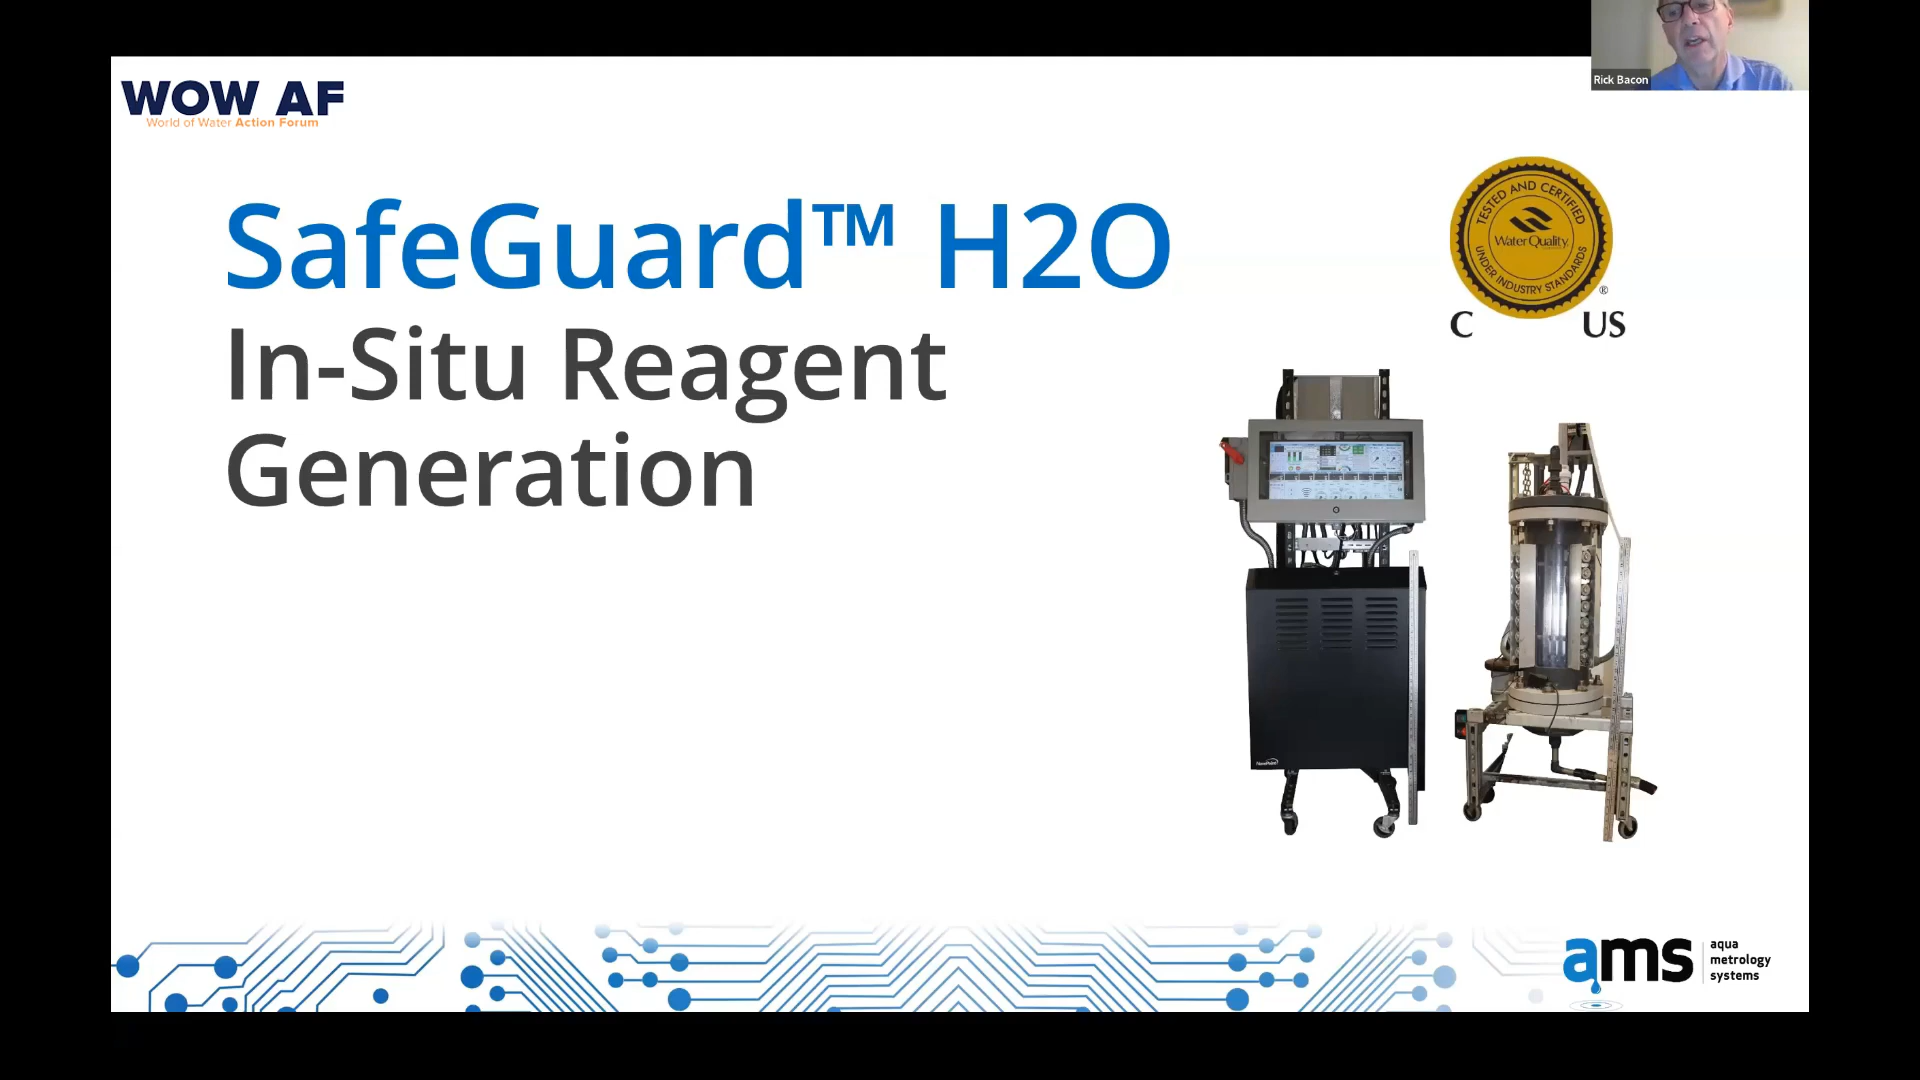 Rick Bacon
WOW AF
World of Water Action Forum
SafeGuard™ H2O
In-Situ Reagent
Generation
TESTED AND CERTIFIED
Water Quality
UNDER INDUSTRY STANDARDS
®
C US
ams
aqua
metrology
systems